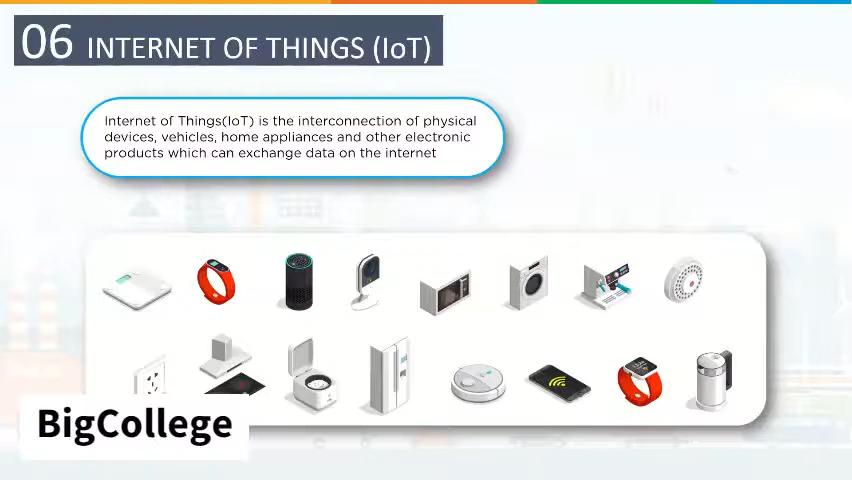 06 INTERNET OF THINGS (IoT)
Internet of Things(IoT) is the interconnection of physical
devices, vehicles, home appliances and other electronic
products which can exchange data on the internet
BigCollege